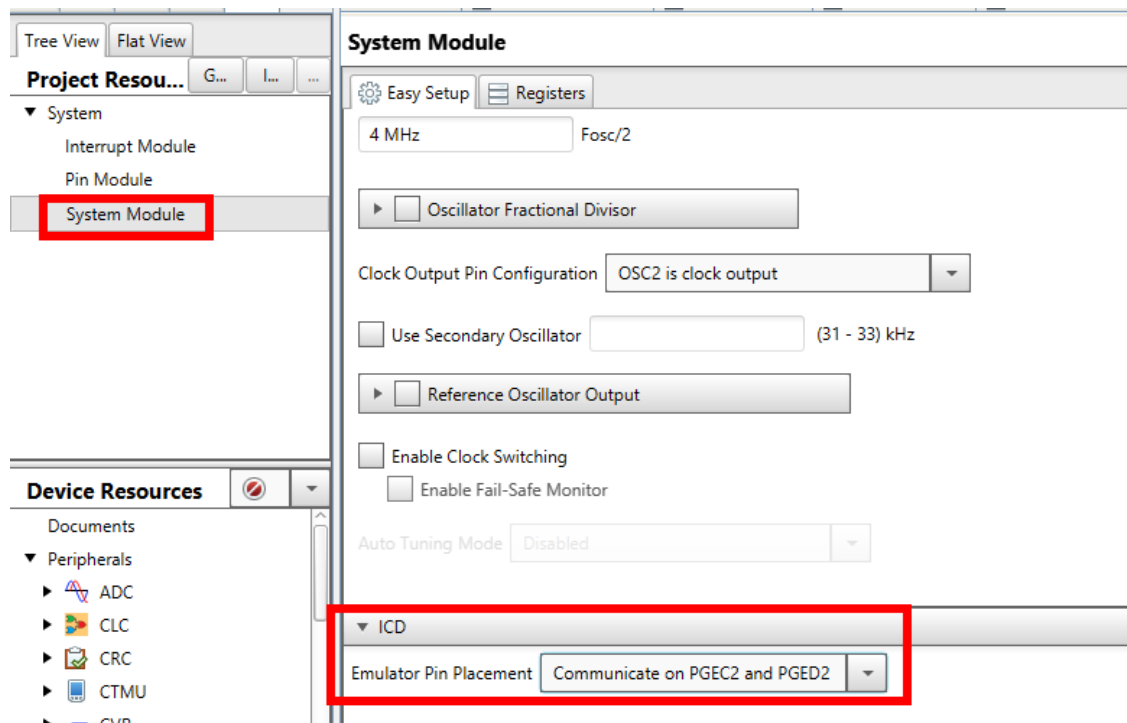 Tree View
Flat View
Project Resou...
G...
I...
...
System
Interrupt Module
Pin Module
System Module
Device Resources
Documents
Peripherals
ADC
CLC
CRC
CTMU
System Module
Easy Setup
Registers
4 MHz Fosc/2
Oscillator Fractional Divisor
Clock Output Pin Configuration OSC2 is clock output
Use Secondary Oscillator (31 - 33) kHz
Reference Oscillator Output
Enable Clock Switching
Enable Fail-Safe Monitor
Auto Tuning Mode Disabled
ICD
Emulator Pin Placement Communicate on PGEC2 and PGED2